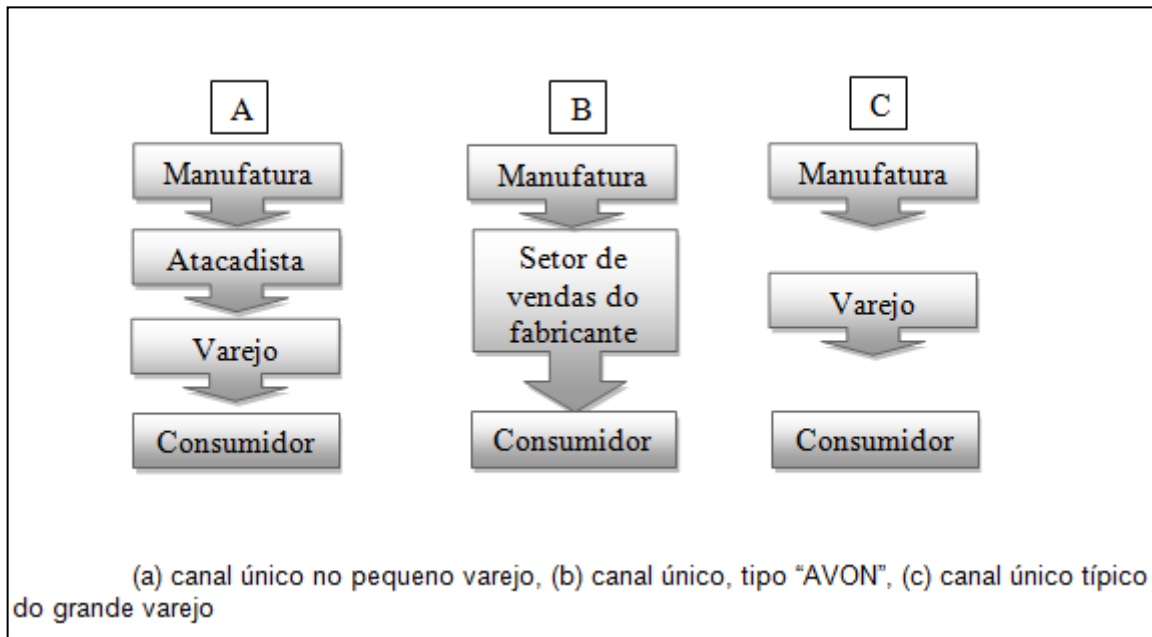 A
Manufatura
Atacadista
Varejo
Consumidor
B
Manufatura
Setor de
vendas do
fabricante
Consumidor
C
Manufatura
Varejo
Consumidor
(a) canal único no pequeno varejo, (b) canal único, tipo “AVON”, (c) canal único típico
do grande varejo